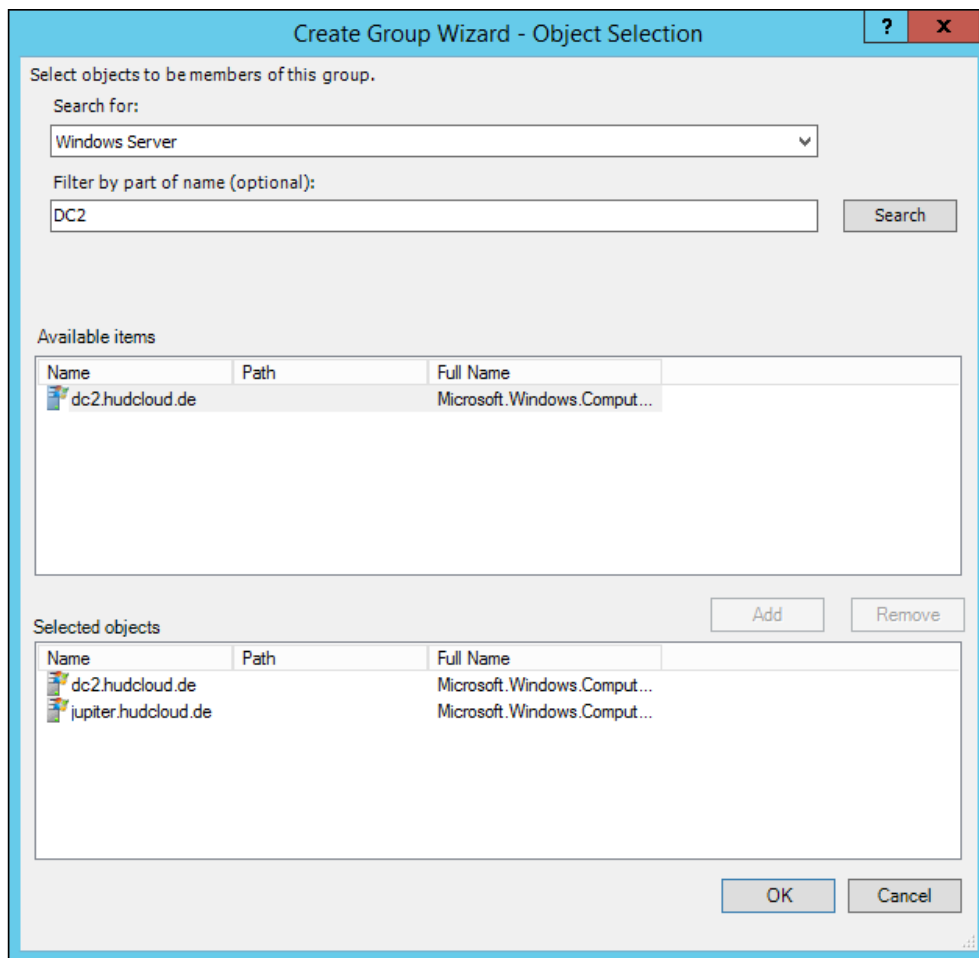 Create Group Wizard - Object Selection
? x
Select objects to be members of this group.
Search for:
Windows Server
Filter by part of name (optional):
DC2 Search
Available items
Name Path Full Name
dc2.hudcloud.de Microsoft.Windows.Comput...
Add Remove
Selected objects
Name Path Full Name
dc2.hudcloud.de Microsoft.Windows.Comput...
jupiter.hudcloud.de Microsoft.Windows.Comput...
OK Cancel